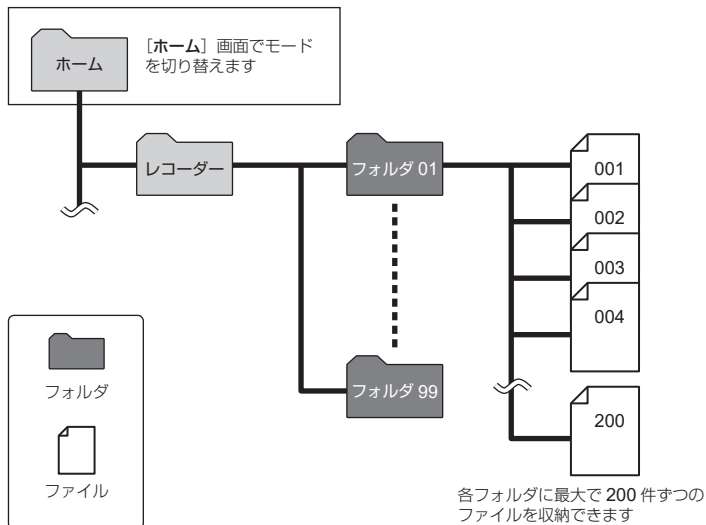 ホーム
［ホーム］画面でモード
を切り替えます
レコーダー
フォルダ 01
001
002
003
004
フォルダ
フォルダ 99
200
ファイル
各フォルダに最大で 200 件ずつの
ファイルを収納できます